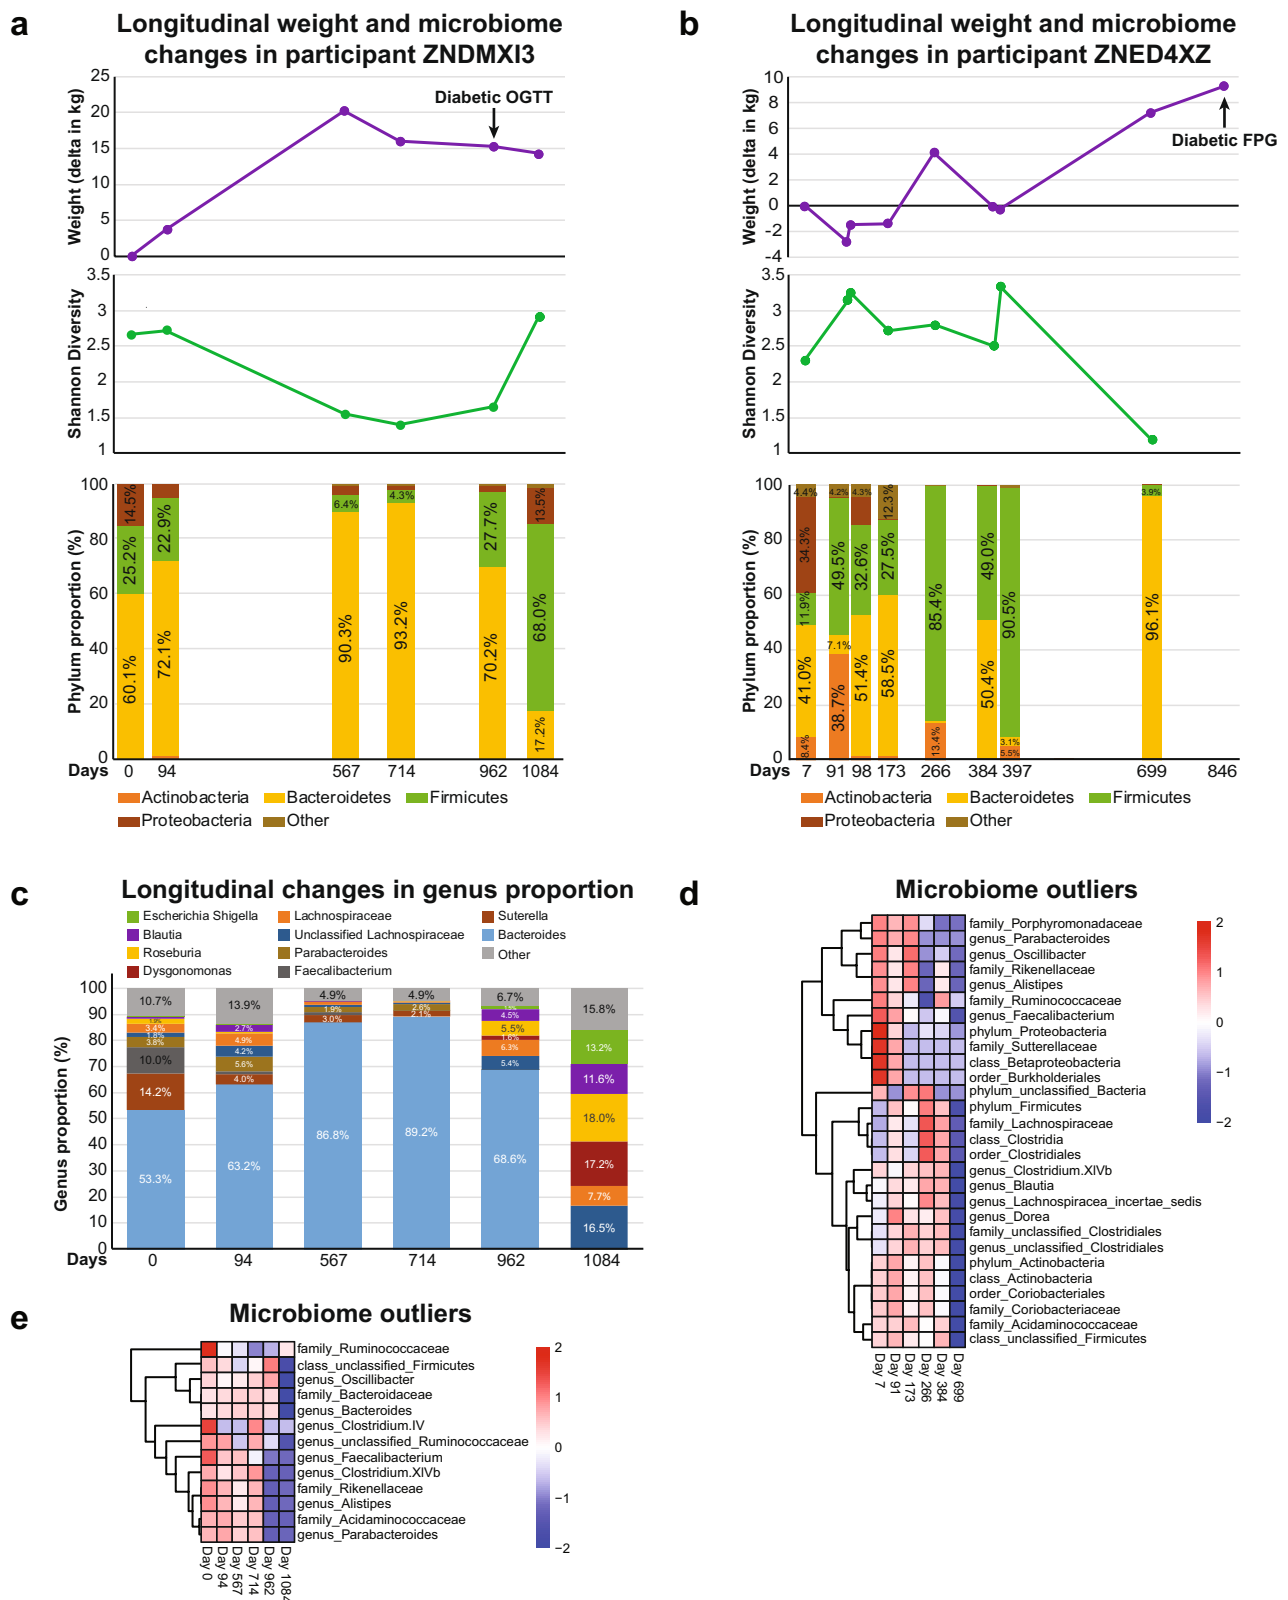 a
Longitudinal weight and microbiome
changes in participant ZNDMXI3
Weight (delta in kg)
25
20
15
10
5
0
Diabetic OGTT
Shannon Diversity
3.5
3
2.5
2
1.5
1
Phylum proportion (%)
100
80
60
40
20
0
14.5%
25.2%
60.1%
22.9%
72.1%
6.4%
90.3%
4.3%
93.2%
27.7%
70.2%
13.5%
68.0%
17.2%
Days 0 94 567 714 962 1084
Actinobacteria Bacteroidetes Firmicutes
Proteobacteria Other
b
Longitudinal weight and microbiome
changes in participant ZNED4XZ
Weight (delta in kg)
10
8
6
4
2
0
-2
-4
Diabetic FPG
Shannon Diversity
3.5
3
2.5
2
1.5
1
Phylum proportion (%)
100
80
60
40
20
0
4.4%
34.3%
11.9%
41.0%
8.4%
4.2%
49.5%
7.1%
38.7%
4.3%
32.6%
51.4%
12.3%
27.5%
58.5%
85.4%
13.4%
49.0%
50.4%
90.5%
3.1%
5.5%
3.9%
96.1%
Days 7 91 98 173 266 384 397 699 846
Actinobacteria Bacteroidetes Firmicutes
Proteobacteria Other
c
Longitudinal changes in genus proportion
Escherichia Shigella Lachnospiraceae Suterella
Blautia Unclassified Lachnospiraceae Bacteroides
Roseburia Parabacteroides Other
Dysgonomonas Faecalibacterium
Genus proportion (%)
100
90
80
70
60
50
40
30
20
10
0
10.7%
3.4%
1.8%
3.8%
10.0%
14.2%
53.3%
13.9%
2.7%
4.9%
4.2%
5.6%
4.0%
63.2%
4.9%
1.9%
3.0%
86.8%
4.9%
2.6%
2.1%
89.2%
6.7%
4.5%
5.5%
6.3%
5.4%
68.6%
15.8%
13.2%
11.6%
18.0%
17.2%
7.7%
16.5%
Days 0 94 567 714 962 1084
d
Microbiome outliers
family_Porphyromonadaceae
genus_Parabacteroides
genus_Oscillibacter
family_Rikenellaceae
genus_Alistipes
family_Ruminococcaceae
genus_Faecalibacterium
phylum_Proteobacteria
family_Sutterellaceae
class_Betaproteobacteria
order_Burkholderiales
phylum_unclassified_Bacteria
phylum_Firmicutes
family_Lachnospiraceae
class_Clostridia
order_Clostridiales
genus_Clostridium.XIVb
genus_Blautia
genus_Lachnospiracea_incertae_sedis
genus_Dorea
family_unclassified_Clostridiales
genus_unclassified_Clostridiales
phylum_Actinobacteria
class_Actinobacteria
order_Coriobacteriales
family_Coriobacteriaceae
family_Acidaminococcaceae
class_unclassified_Firmicutes
Day 7
Day 91
Day 173
Day 266
Day 384
Day 699
2
1
0
−1
−2
e
Microbiome outliers
family_Ruminococcaceae
class_unclassified_Firmicutes
genus_Oscillibacter
family_Bacteroidaceae
genus_Bacteroides
genus_Clostridium.IV
genus_unclassified_Ruminococcaceae
genus_Faecalibacterium
genus_Clostridium.XIVb
family_Rikenellaceae
genus_Alistipes
family_Acidaminococcaceae
genus_Parabacteroides
Day 0
Day 94
Day 567
Day 714
Day 962
Day 1084
2
1
0
−1
−2